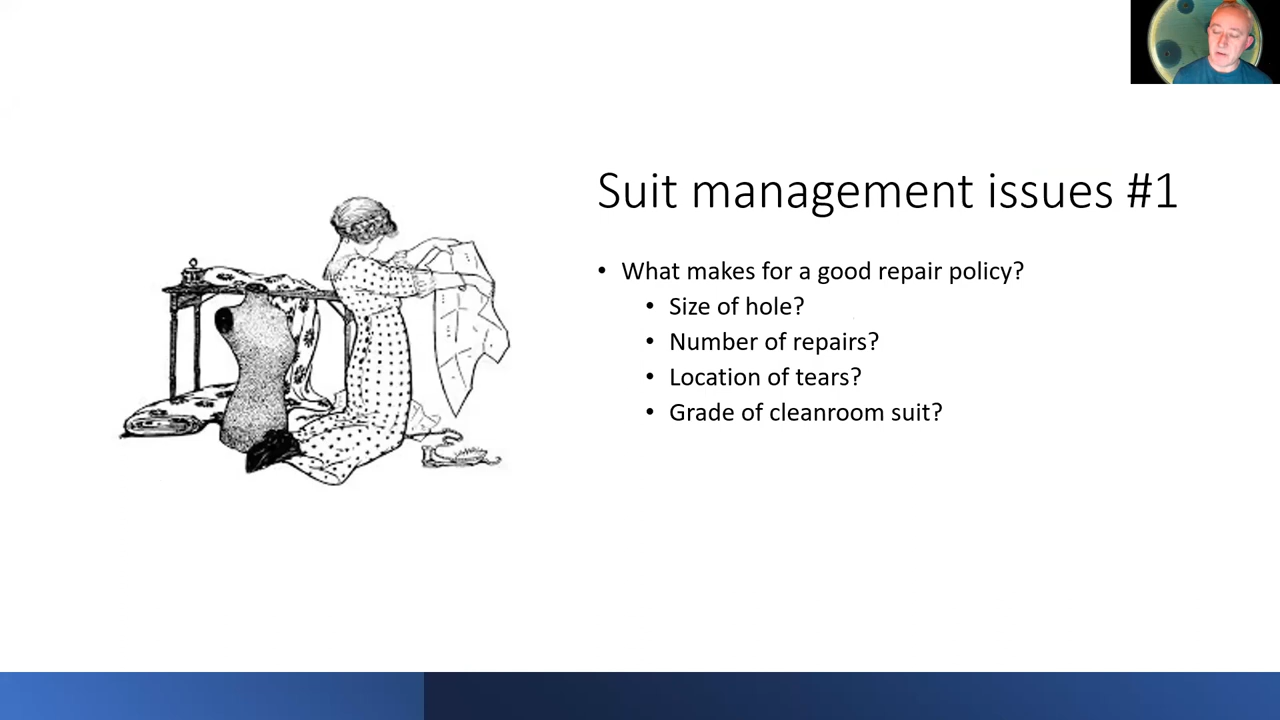 Suit management issues #1
• What makes for a good repair policy?
• Size of hole?
• Number of repairs?
• Location of tears?
• Grade of cleanroom suit?